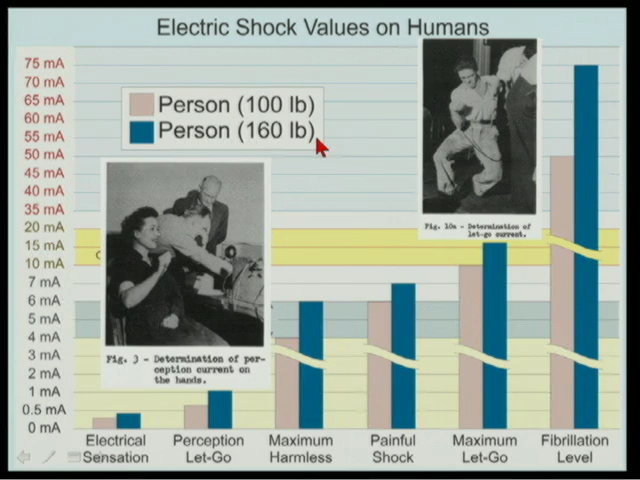 Electric Shock Values on Humans
75 mA
70 mA
65 mA
60 mA
55 mA
50 mA
45 mA
40 mA
35 mA
20 mA
15 mA
10 mA
7 mA
6 mA
5 mA
4 mA
3 mA
2 mA
1 mA
0.5 mA
0 mA
Person (100 lb)
Person (160 lb)
Fig. 10a - Determination of
let-go current.
Fig. 3 - Determination of per-
ception current on
the hands.
Electrical
Sensation
Perception
Let-Go
Maximum
Harmless
Painful
Shock
Maximum
Let-Go
Fibrillation
Level